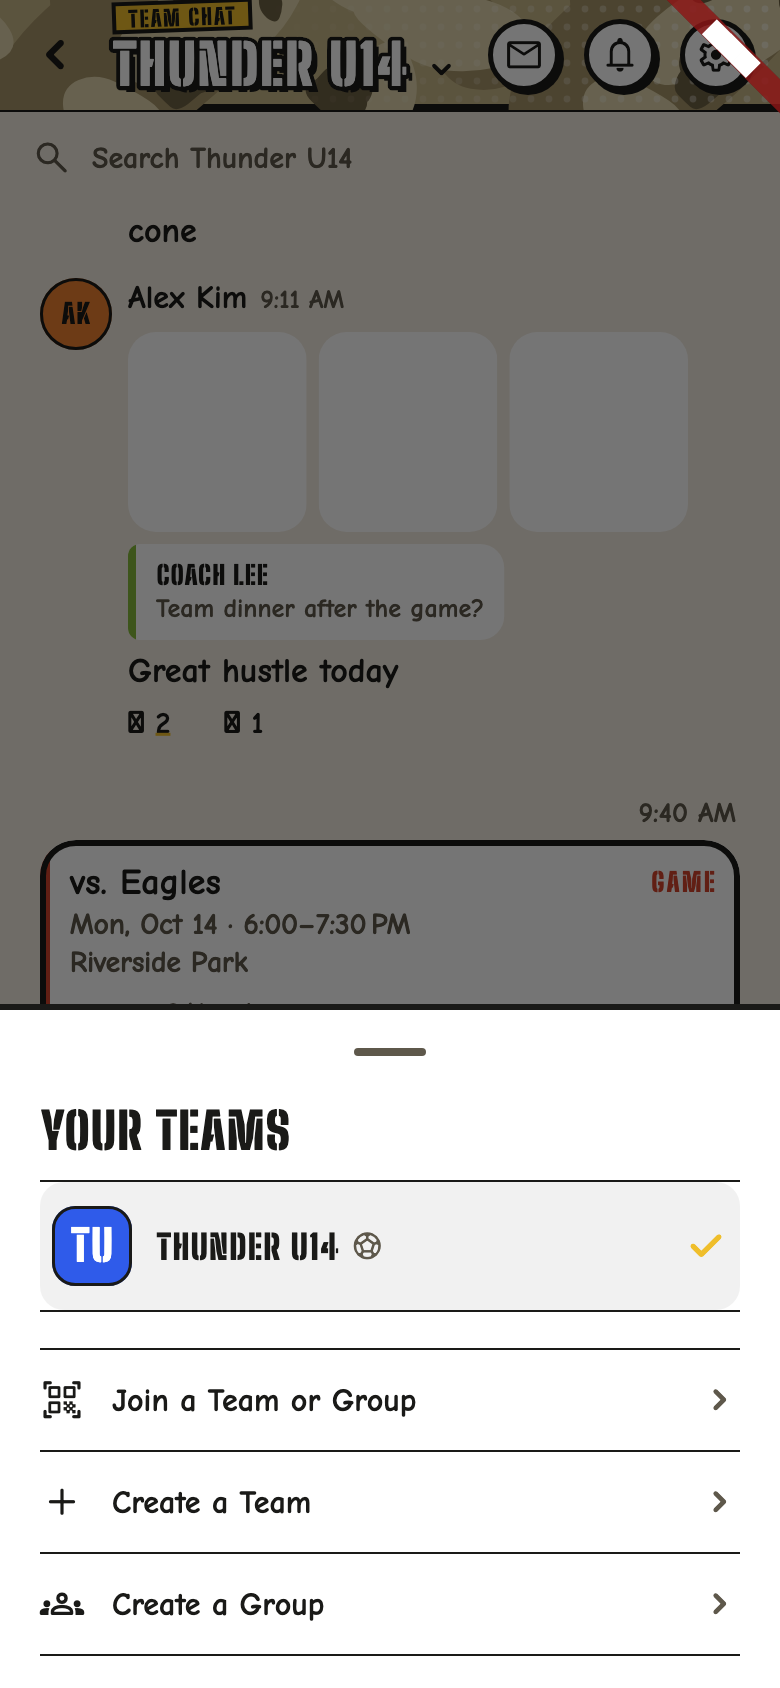 TEAM CHAT
THUNDER U14
Search Thunder U14
cone
AK
Alex Kim 9:11 AM
COACH LEE
Team dinner after the game?
Great hustle today
2 1
9:40 AM
vs. Eagles
GAME
Mon, Oct 14 · 6:00–7:30 PM
Riverside Park
YOUR TEAMS
TU THUNDER U14
Join a Team or Group
Create a Team
Create a Group